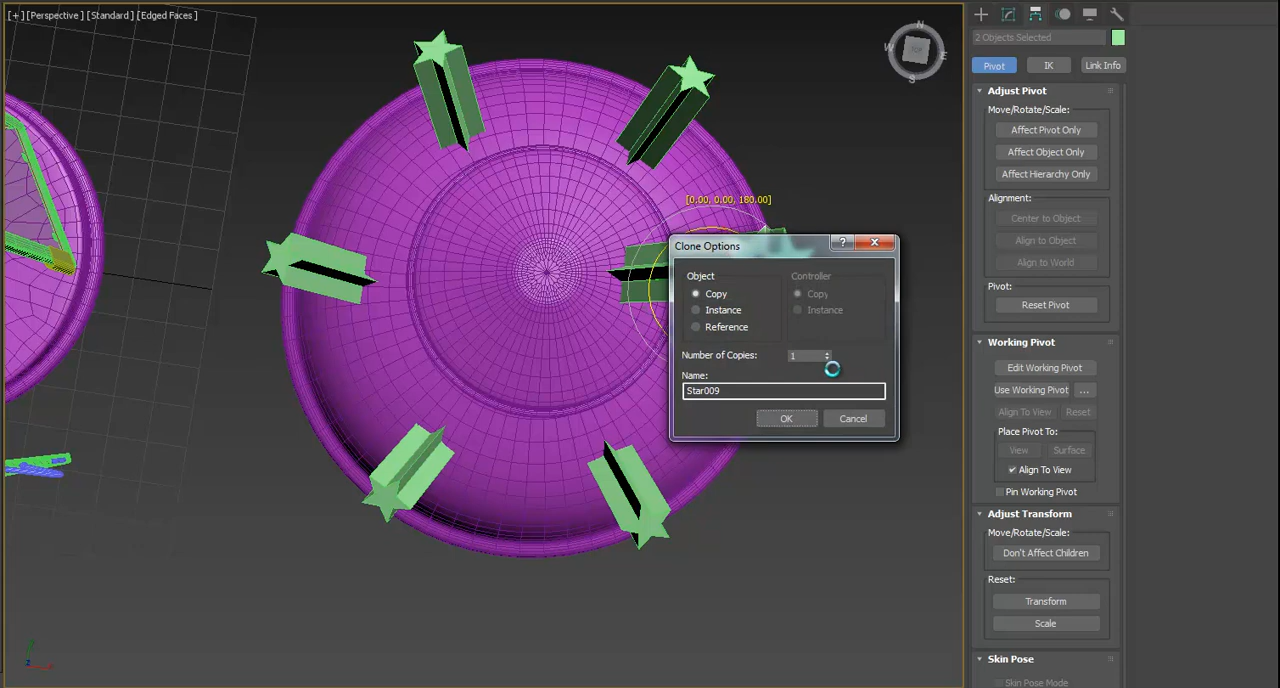 [+] [Perspective] [Standard] [Edged Faces]
N
W
TOP
E
S
[0.00, 0.00, 180.00]
Clone Options
?
Object
Controller
Copy
Copy
Instance
Instance
Reference
Number of Copies:
1
Name:
Star009
OK
Cancel
2 Objects Selected
Pivot
IK
Link Info
Adjust Pivot
Move/Rotate/Scale:
Affect Pivot Only
Affect Object Only
Affect Hierarchy Only
Alignment:
Center to Object
Align to Object
Align to World
Pivot:
Reset Pivot
Working Pivot
Edit Working Pivot
Use Working Pivot ...
Align To View
Reset
Place Pivot To:
View
Surface
Align To View
Pin Working Pivot
Adjust Transform
Move/Rotate/Scale:
Don't Affect Children
Reset:
Transform
Scale
Skin Pose
Skin Pose Mode